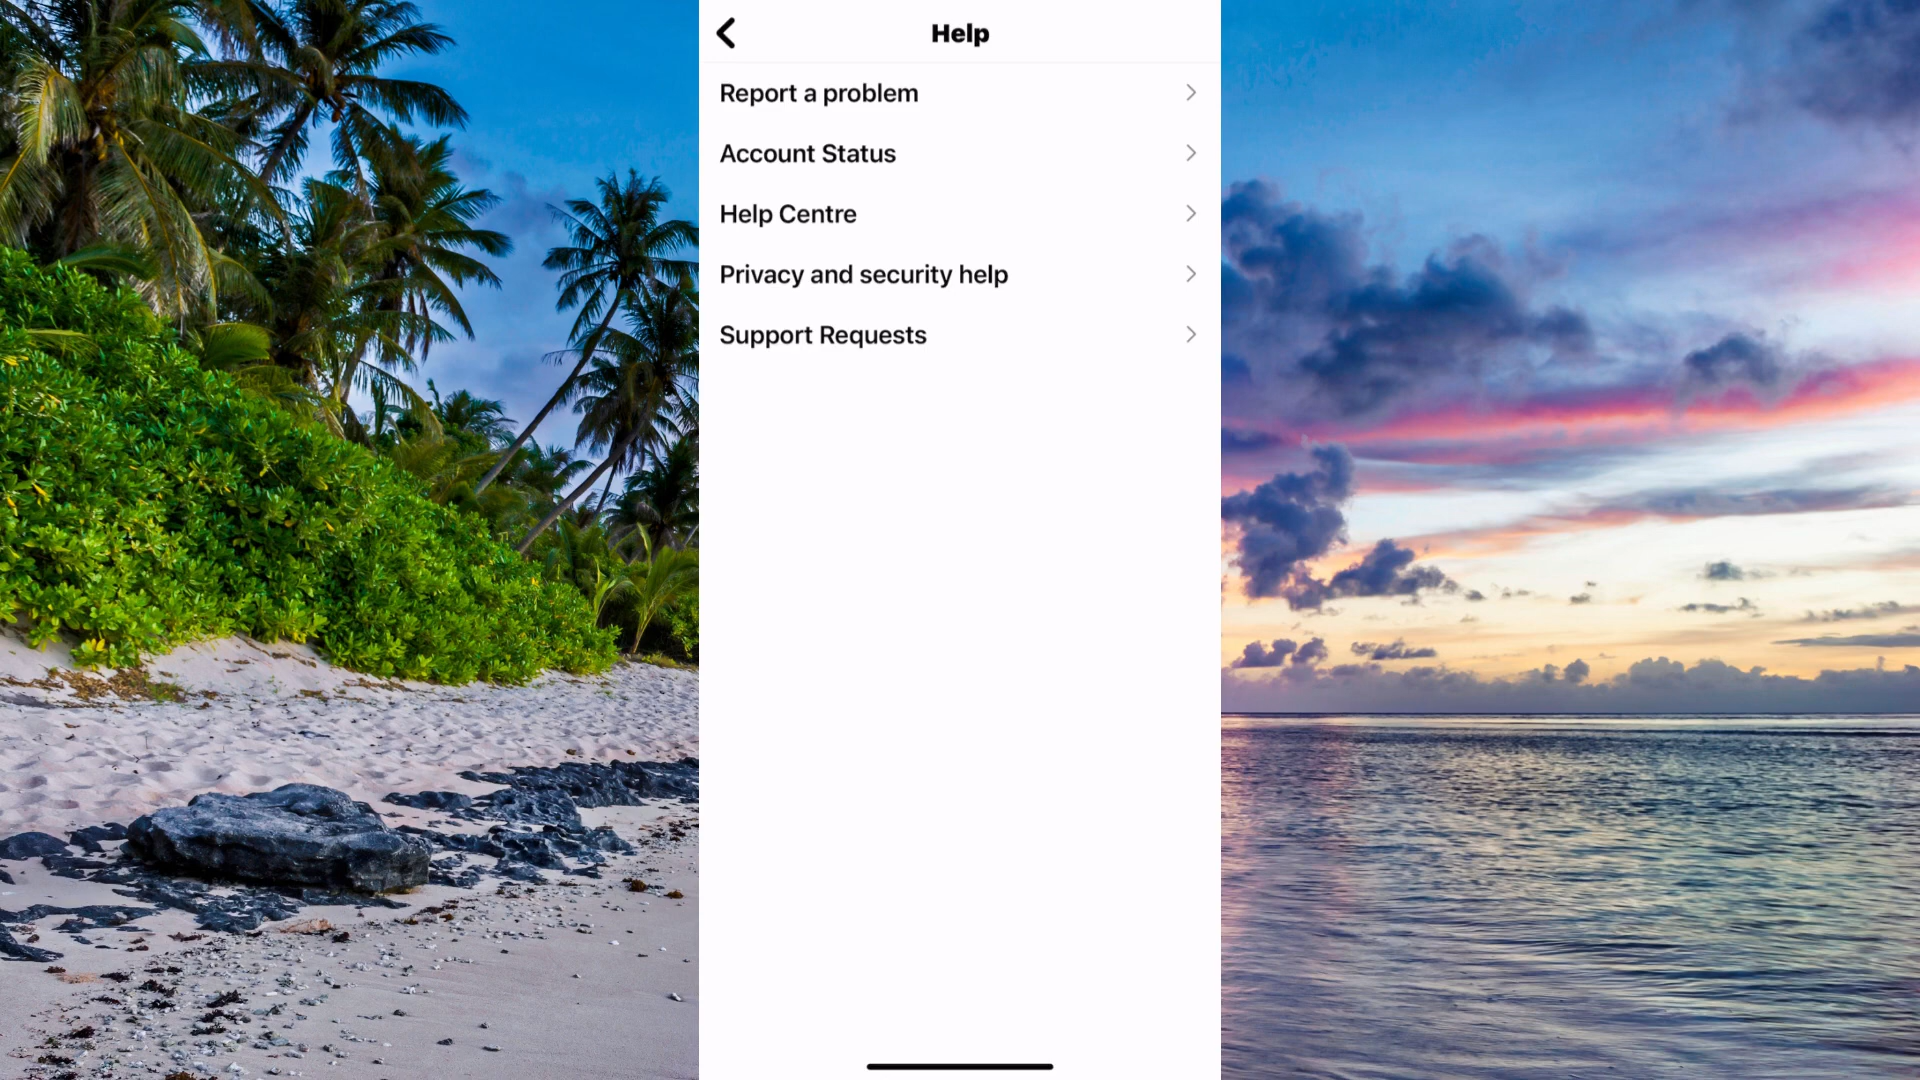 Help
Report a problem
Account Status
Help Centre
Privacy and security help
Support Requests